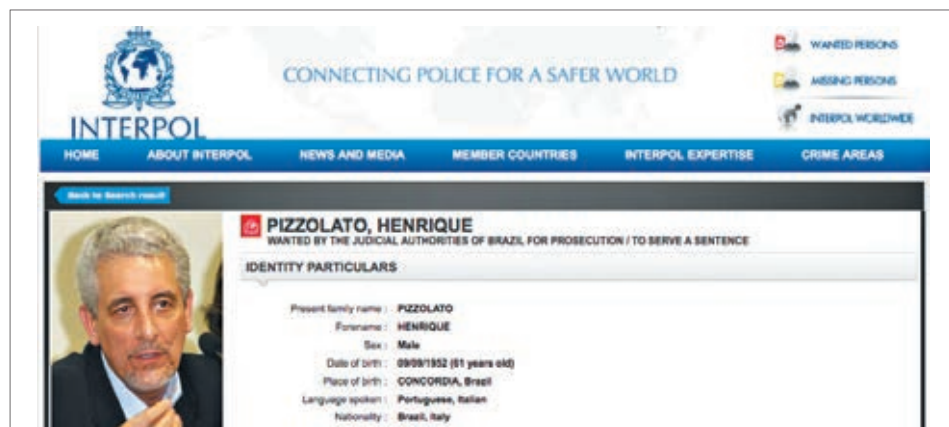 INTERPOL
CONNECTING POLICE FOR A SAFER WORLD
WANTED PERSONS
MISSING PERSONS
INTERPOL WORLDWIDE
HOME ABOUT INTERPOL NEWS AND MEDIA MEMBER COUNTRIES INTERPOL EXPERTISE CRIME AREAS
Back to Search result
PIZZOLATO, HENRIQUE
WANTED BY THE JUDICIAL AUTHORITIES OF BRAZIL FOR PROSECUTION / TO SERVE A SENTENCE
IDENTITY PARTICULARS
Present family name : PIZZOLATO
Forename : HENRIQUE
Sex : Male
Date of birth : 09/09/1952 (61 years old)
Place of birth : CONCORDIA, Brazil
Language spoken : Portuguese, Italian
Nationality : Brazil, Italy